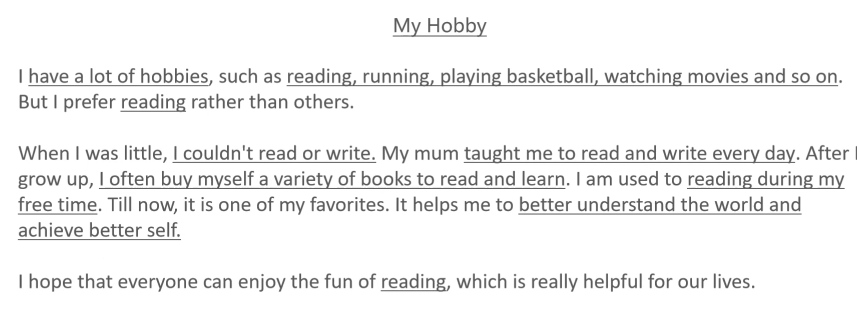 My Hobby
I have a lot of hobbies, such as reading, running, playing basketball, watching movies and so on.
But I prefer reading rather than others.
When I was little, I couldn't read or write. My mum taught me to read and write every day. After I
grow up, I often buy myself a variety of books to read and learn. I am used to reading during my
free time. Till now, it is one of my favorites. It helps me to better understand the world and
achieve better self.
I hope that everyone can enjoy the fun of reading, which is really helpful for our lives.